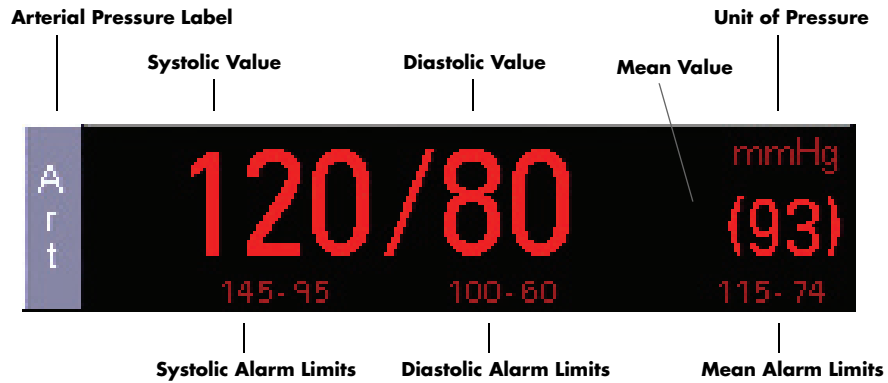 Arterial Pressure Label
Unit of Pressure
Systolic Value
Diastolic Value
Mean Value
Art
120/80
mmHg
(93)
145-95
100-60
115-74
Systolic Alarm Limits
Diastolic Alarm Limits
Mean Alarm Limits